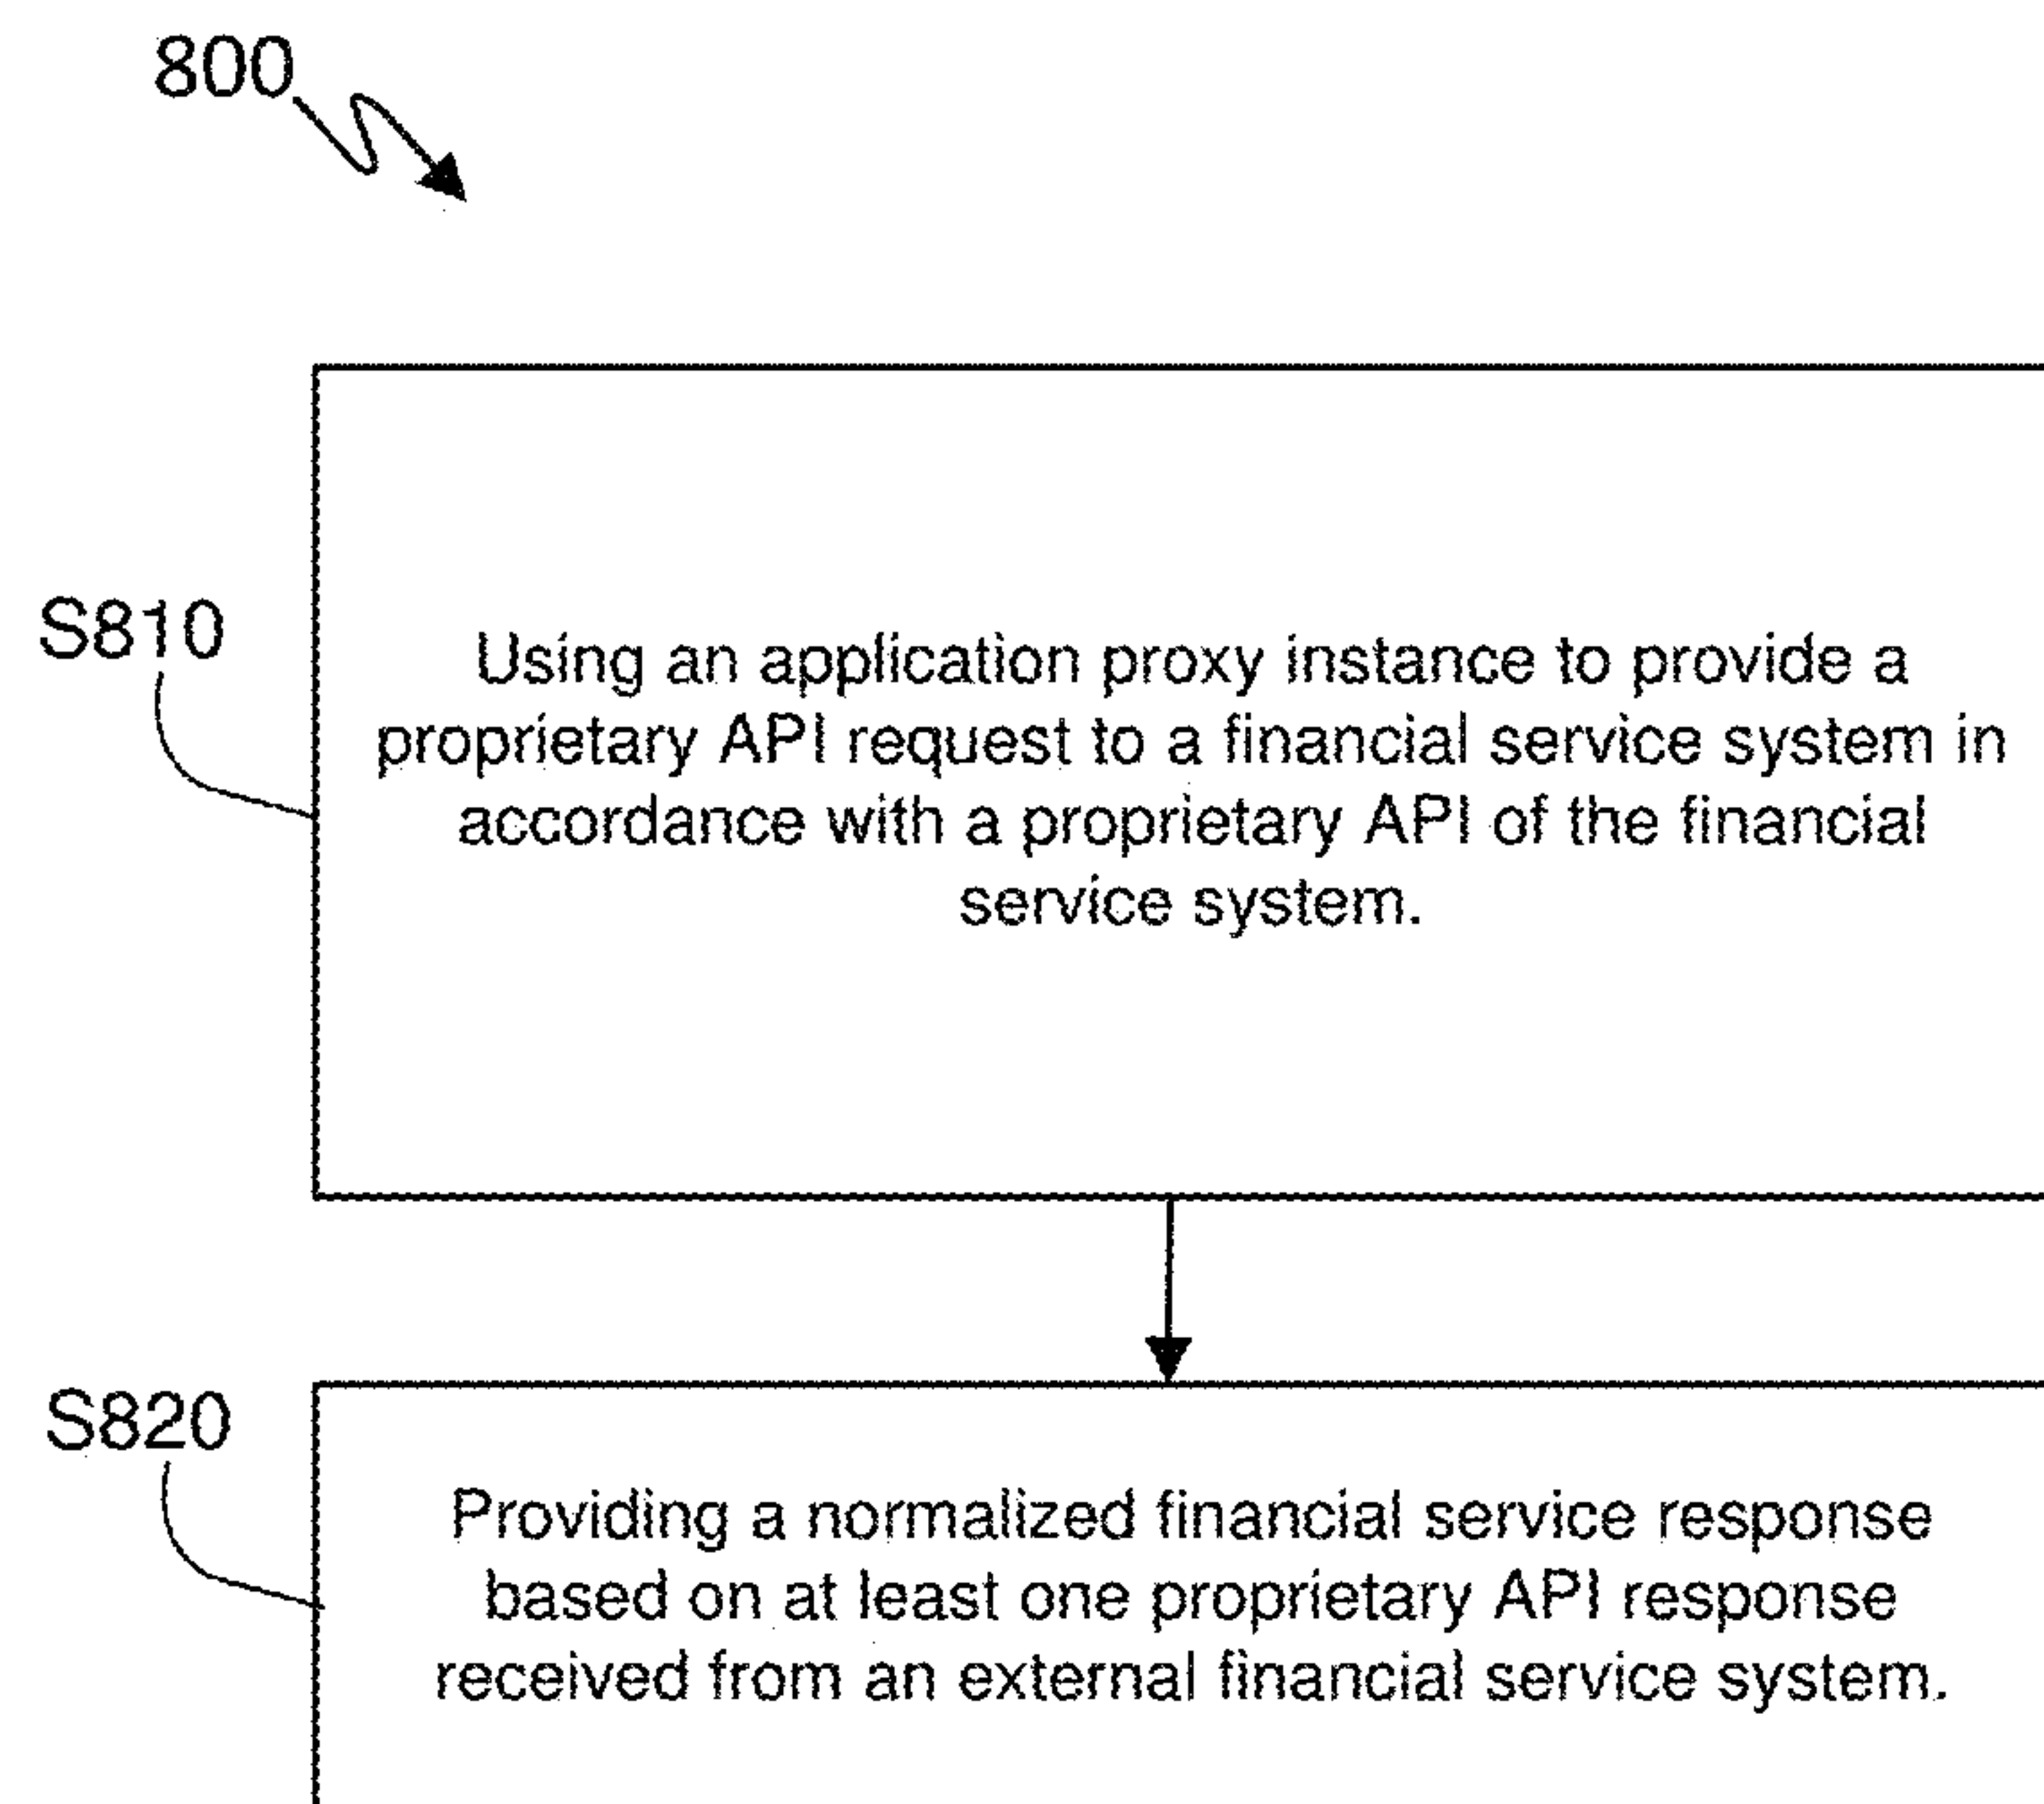 800
S810
Using an application proxy instance to provide a
proprietary API request to a financial service system in
accordance with a proprietary API of the financial
service system.
S820
Providing a normalized financial service response
based on at least one proprietary API response
received from an external financial service system.